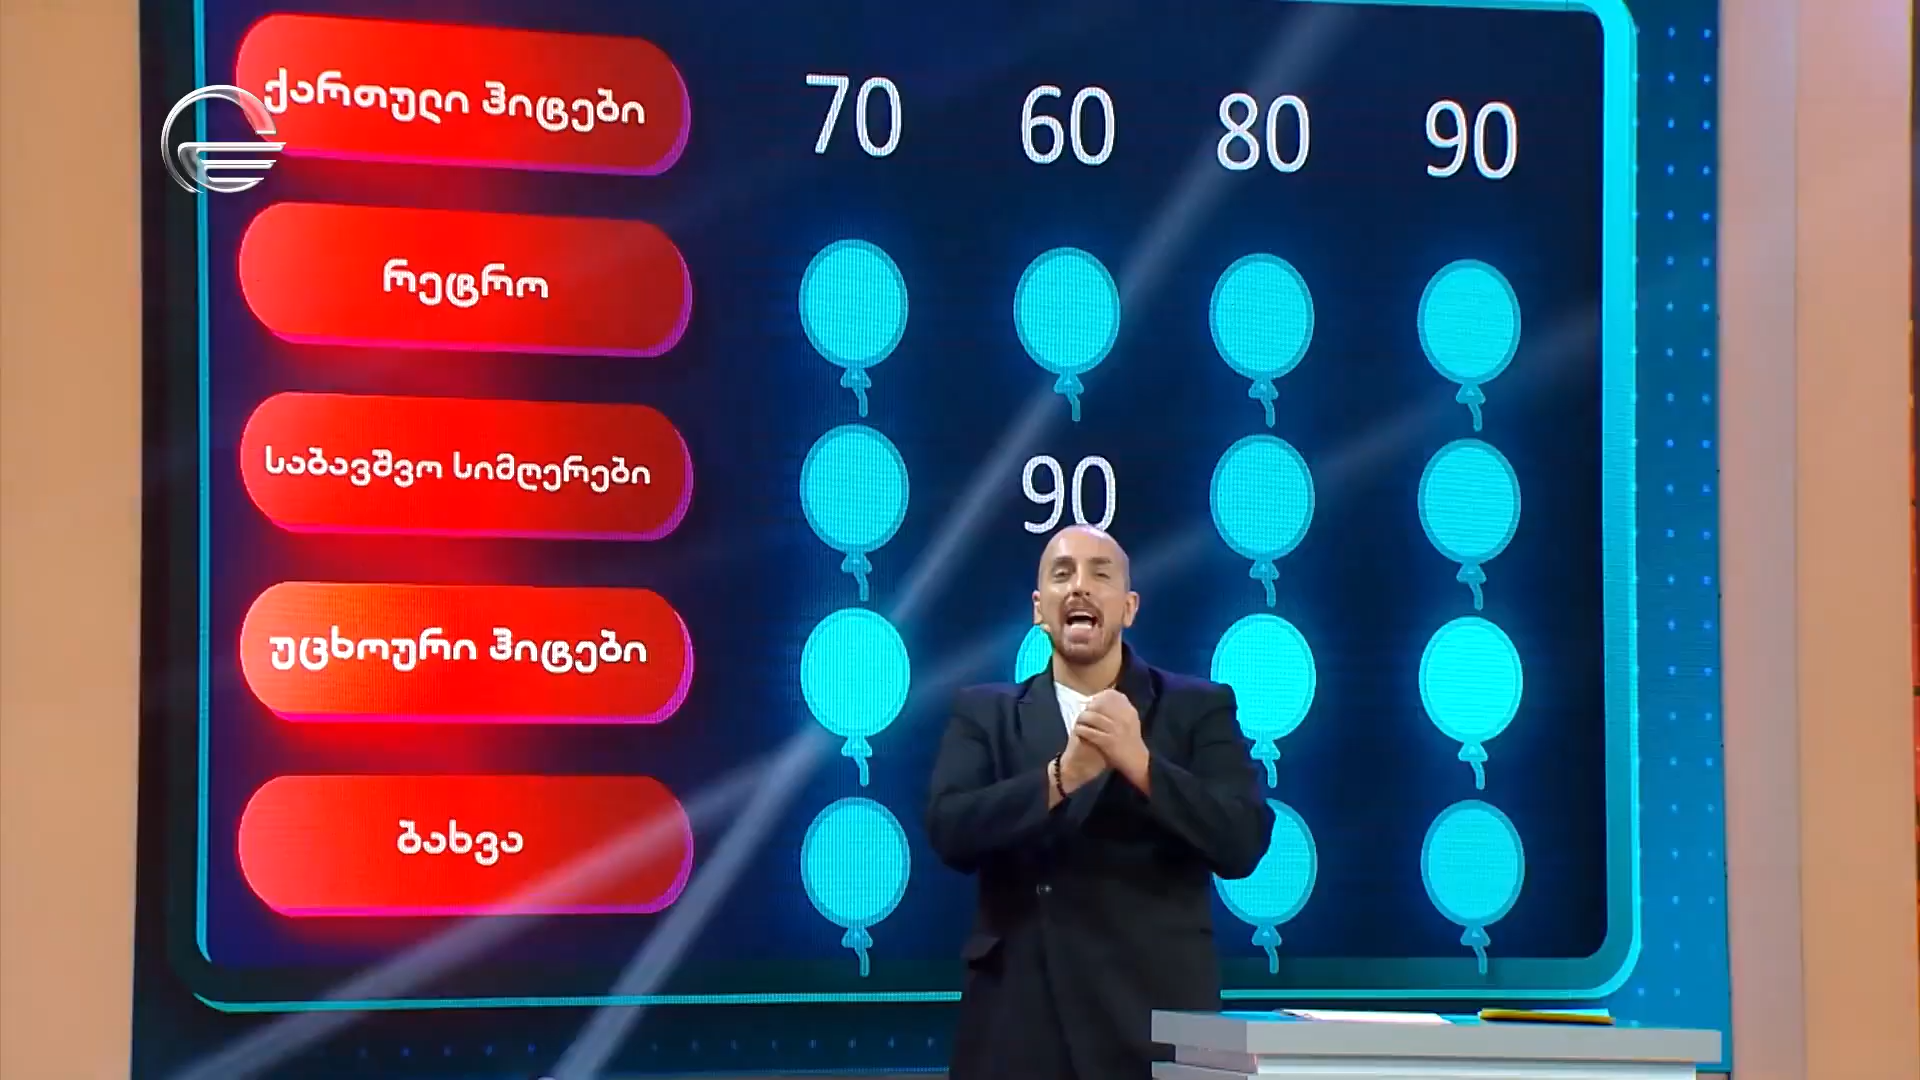 ქართული ჰიტები 70 60 80 90
რეტრო
საბავშვო სიმღერები 90
უცხოური ჰიტები
ბახვა